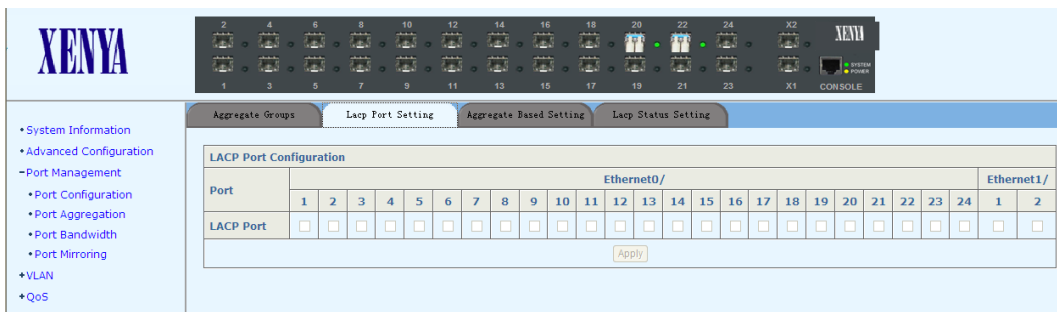 XENYA
2 4 6 8 10 12 14 16 18 20 22 24 X2
XENYA
SYSTEM
POWER
1 3 5 7 9 11 13 15 17 19 21 23 X1 CONSOLE
Aggregate Groups Lacp Port Setting Aggregate Based Setting Lacp Status Setting
System Information
Advanced Configuration
Port Management
Port Configuration
Port Aggregation
Port Bandwidth
Port Mirroring
VLAN
QoS
LACP Port Configuration
Port Ethernet0/ Ethernet1/
1 2 3 4 5 6 7 8 9 10 11 12 13 14 15 16 17 18 19 20 21 22 23 24 1 2
LACP Port
Apply